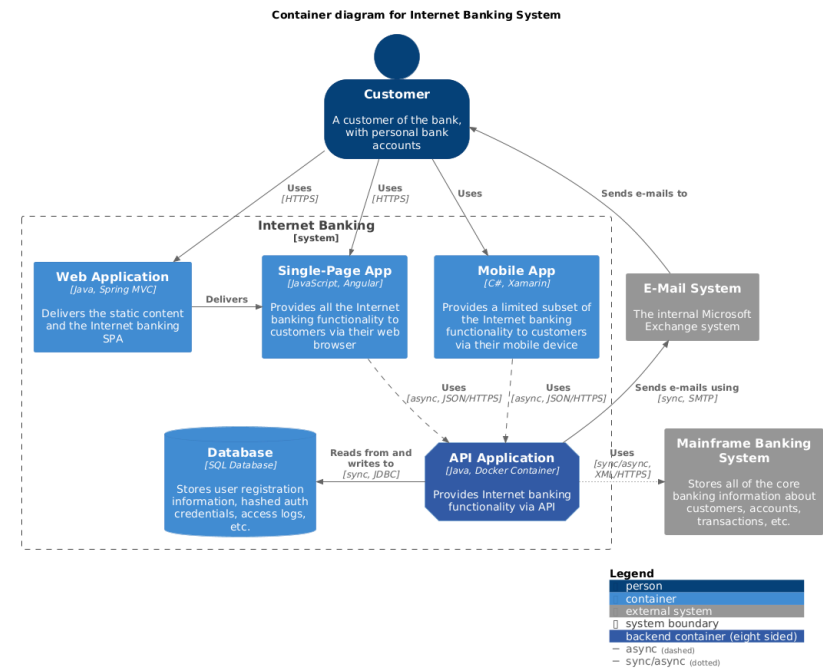 Container diagram for Internet Banking System
Customer
A customer of the bank,
with personal bank
accounts
Uses
[HTTPS]
Uses
[HTTPS]
Uses
Sends e-mails to
Internet Banking
[system]
Web Application
[Java, Spring MVC]
Delivers the static content
and the Internet banking
SPA
Delivers
Single-Page App
[JavaScript, Angular]
Provides all the Internet
banking functionality to
customers via their web
browser
Mobile App
[C#, Xamarin]
Provides a limited subset of
the Internet banking
functionality to customers
via their mobile device
E-Mail System
The internal Microsoft
Exchange system
Uses
[async, JSON/HTTPS]
Uses
[async, JSON/HTTPS]
Sends e-mails using
[sync, SMTP]
Database
[SQL Database]
Stores user registration
information, hashed auth
credentials, access logs,
etc.
Reads from and
writes to
[sync, JDBC]
API Application
[Java, Docker Container]
Provides Internet banking
functionality via API
Uses
[sync/async,
XML/HTTPS]
Mainframe Banking
System
Stores all of the core
banking information about
customers, accounts,
transactions, etc.
Legend
person
container
external system
▯ system boundary
backend container (eight sided)
─ async (dashed)
─ sync/async (dotted)